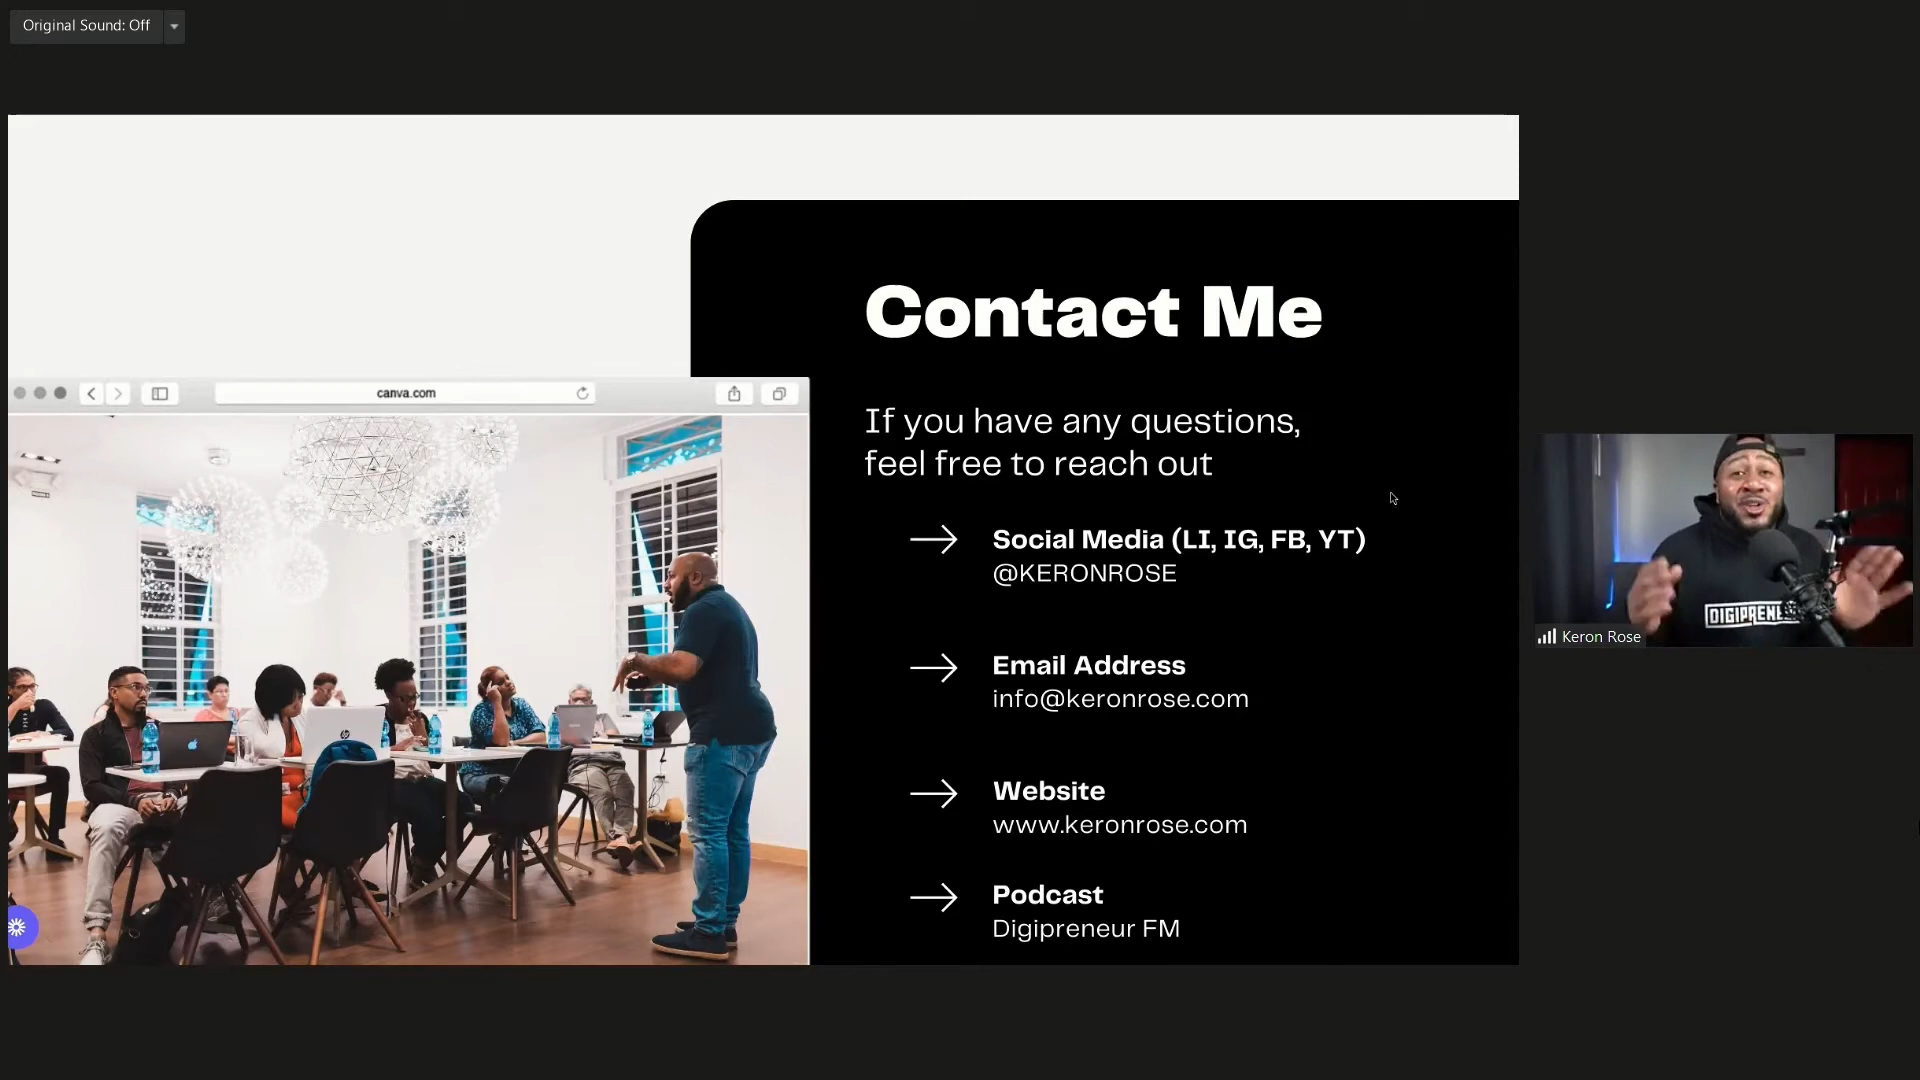 Original Sound: Off
canva.com
Contact Me
If you have any questions,
feel free to reach out
Social Media (LI, IG, FB, YT)
@KERONROSE
Email Address
info@keronrose.com
Website
www.keronrose.com
Podcast
Digipreneur FM
Keron Rose